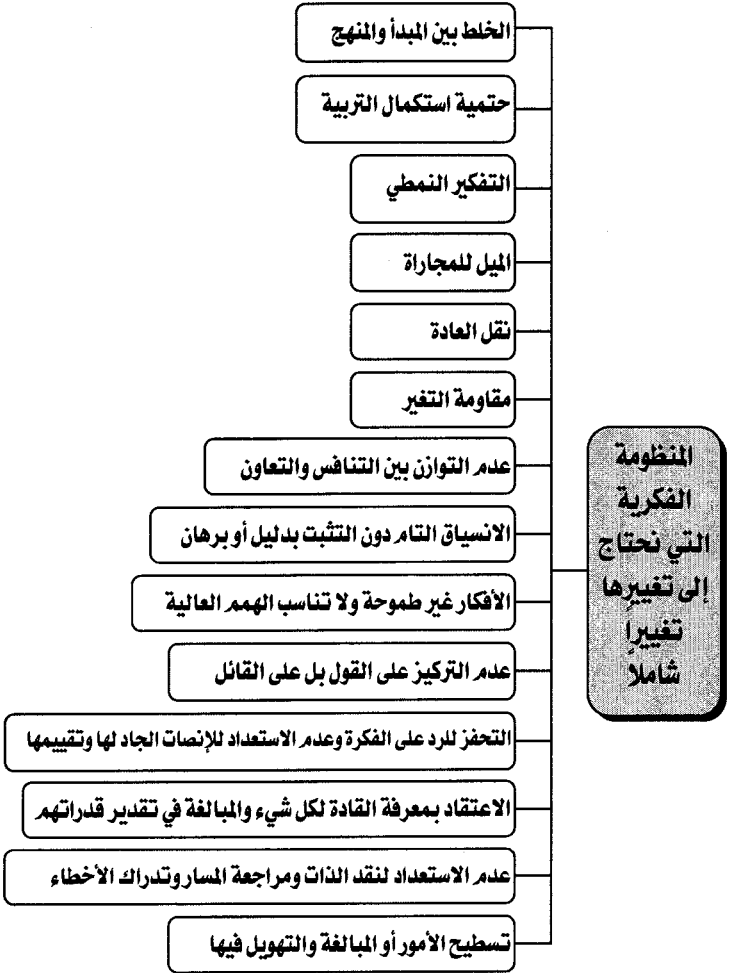 الخلط بين المبدأ والمنهج
حتمية استكمال التربية
التفكير النمطي
الميل للمجاراة
نقل العادة
مقاومة التغير
المنظومة
الفكرية
التي نحتاج
إلى تغييرها
تغييراً
شاملاً
عدم التوازن بين التنافس والتعاون
الانسياق التام دون التثبت بدليل أو برهان
الأفكار غير طموحة ولا تناسب الهمم العالية
عدم التركيز على القول بل على القائل
التحفز للرد على الفكرة وعدم الاستعداد للإنصات الجاد لها وتقييمها
الاعتقاد بمعرفة القادة لكل شيء والمبالغة في تقدير قدراتهم
عدم الاستعداد لنقد الذات ومراجعة المسار وتدراك الأخطاء
تسطيح الأمور أو المبالغة والتهويل فيها